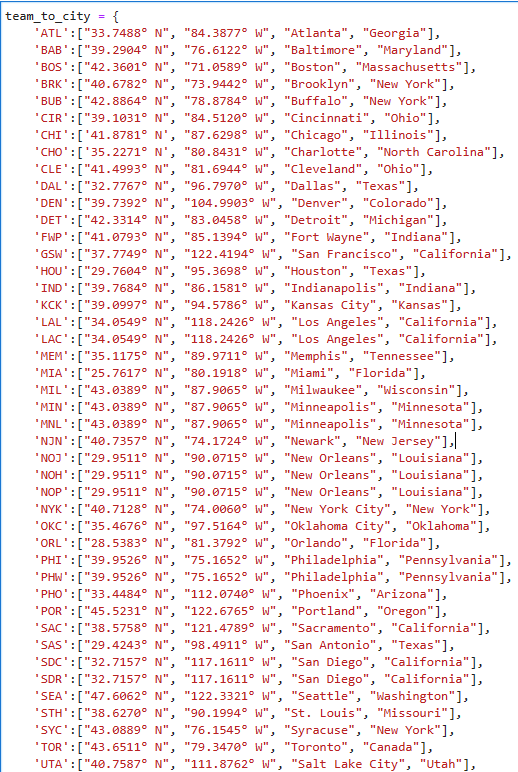 team_to_city = {
'ATL':["33.7488° N", "84.3877° W", "Atlanta", "Georgia"],
'BAB':["39.2904° N", "76.6122° W", "Baltimore", "Maryland"],
'BOS':["42.3601° N", "71.0589° W", "Boston", "Massachusetts"],
'BRK':["40.6782° N", "73.9442° W", "Brooklyn", "New York"],
'BUB':["42.8864° N", "78.8784° W", "Buffalo", "New York"],
'CIR':["39.1031° N", "84.5120° W", "Cincinnati", "Ohio"],
'CHI':["41.8781° N", "87.6298° W", "Chicago", "Illinois"],
'CHO':['35.2271° N', "80.8431° W", "Charlotte", "North Carolina"],
'CLE':["41.4993° N", "81.6944° W", "Cleveland", "Ohio"],
'DAL':["32.7767° N", "96.7970° W", "Dallas", "Texas"],
'DEN':["39.7392° N", "104.9903° W", "Denver", "Colorado"],
'DET':["42.3314° N", "83.0458° W", "Detroit", "Michigan"],
'FWP':["41.0793° N", "85.1394° W", "Fort Wayne", "Indiana"],
'GSW':["37.7749° N", "122.4194° W", "San Francisco", "California"],
'HOU':["29.7604° N", "95.3698° W", "Houston", "Texas"],
'IND':["39.7684° N", "86.1581° W", "Indianapolis", "Indiana"],
'KCK':["39.0997° N", "94.5786° W", "Kansas City", "Kansas"],
'LAL':["34.0549° N", "118.2426° W", "Los Angeles", "California"],
'LAC':["34.0549° N", "118.2426° W", "Los Angeles", "California"],
'MEM':["35.1175° N", "89.9711° W", "Memphis", "Tennessee"],
'MIA':["25.7617° N", "80.1918° W", "Miami", "Florida"],
'MIL':["43.0389° N", "87.9065° W", "Milwaukee", "Wisconsin"],
'MIN':["43.0389° N", "87.9065° W", "Minneapolis", "Minnesota"],
'MNL':["43.0389° N", "87.9065° W", "Minneapolis", "Minnesota"],
'NJN':["40.7357° N", "74.1724° W", "Newark", "New Jersey"],
'NOJ':["29.9511° N", "90.0715° W", "New Orleans", "Louisiana"],
'NOH':["29.9511° N", "90.0715° W", "New Orleans", "Louisiana"],
'NOP':["29.9511° N", "90.0715° W", "New Orleans", "Louisiana"],
'NYK':["40.7128° N", "74.0060° W", "New York City", "New York"],
'OKC':["35.4676° N", "97.5164° W", "Oklahoma City", "Oklahoma"],
'ORL':["28.5383° N", "81.3792° W", "Orlando", "Florida"],
'PHI':["39.9526° N", "75.1652° W", "Philadelphia", "Pennsylvania"],
'PHW':["39.9526° N", "75.1652° W", "Philadelphia", "Pennsylvania"],
'PHO':["33.4484° N", "112.0740° W", "Phoenix", "Arizona"],
'POR':["45.5231° N", "122.6765° W", "Portland", "Oregon"],
'SAC':["38.5758° N", "121.4789° W", "Sacramento", "California"],
'SAS':["29.4243° N", "98.4911° W", "San Antonio", "Texas"],
'SDC':["32.7157° N", "117.1611° W", "San Diego", "California"],
'SDR':["32.7157° N", "117.1611° W", "San Diego", "California"],
'SEA':["47.6062° N", "122.3321° W", "Seattle", "Washington"],
'STH':["38.6270° N", "90.1994° W", "St. Louis", "Missouri"],
'SYC':["43.0889° N", "76.1545° W", "Syracuse", "New York"],
'TOR':["43.6511° N", "79.3470° W", "Toronto", "Canada"],
'UTA':["40.7587° N", "111.8762° W", "Salt Lake City", "Utah"],